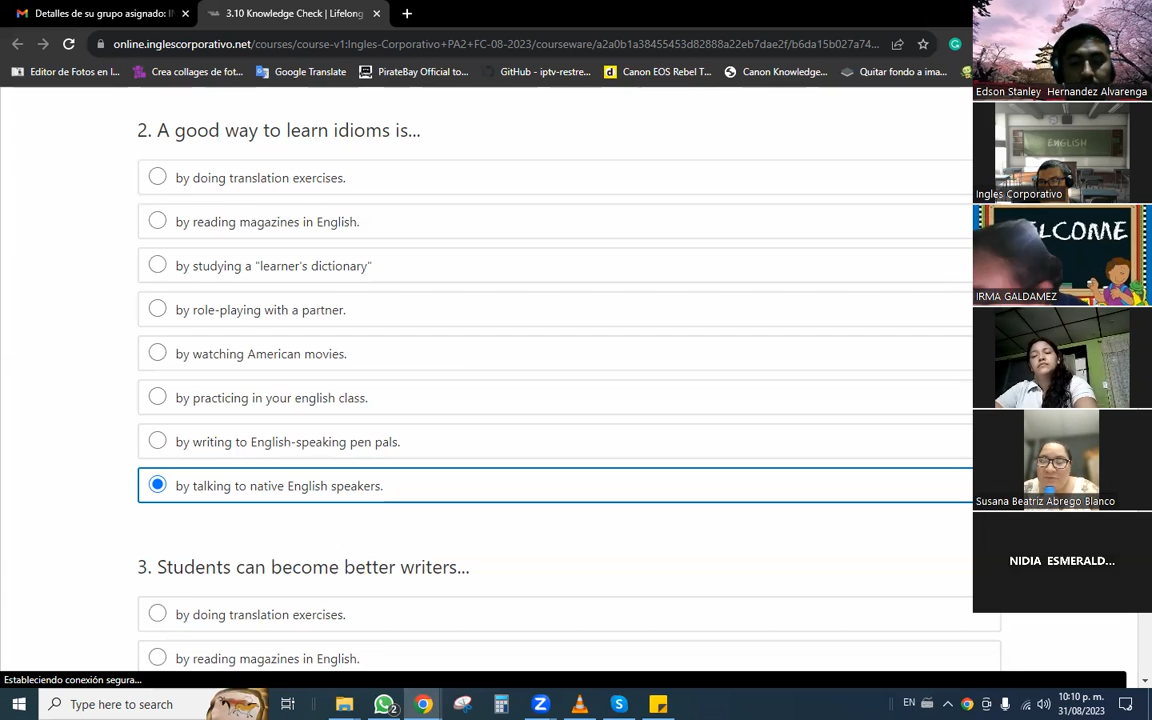 Detalles de su grupo asignado: I
3.10 Knowledge Check | Lifelong
online.inglescorporativo.net/courses/course-v1:Ingles-Corporativo+PA2+FC-08-2023/courseware/a2a0b1a38455453d82888a22eb7dae2f/b6da15b027a74...
Editor de Fotos en l...
Crea collages de fot...
Google Translate
PirateBay Official to...
GitHub - iptv-restre...
Canon EOS Rebel T...
Canon Knowledge...
Quitar fondo a ima...
2. A good way to learn idioms is...
by doing translation exercises.
by reading magazines in English.
by studying a "learner's dictionary"
by role-playing with a partner.
by watching American movies.
by practicing in your english class.
by writing to English-speaking pen pals.
by talking to native English speakers.
3. Students can become better writers...
by doing translation exercises.
by reading magazines in English.
Estableciendo conexión segura...
Edson Stanley Hernandez Alvarenga
ENGLISH
Ingles Corporativo
LCOME
IRMA GALDAMEZ
Susana Beatriz Abrego Blanco
NIDIA ESMERALD...
Type here to search
2
EN
10:10 p. m.
31/08/2023